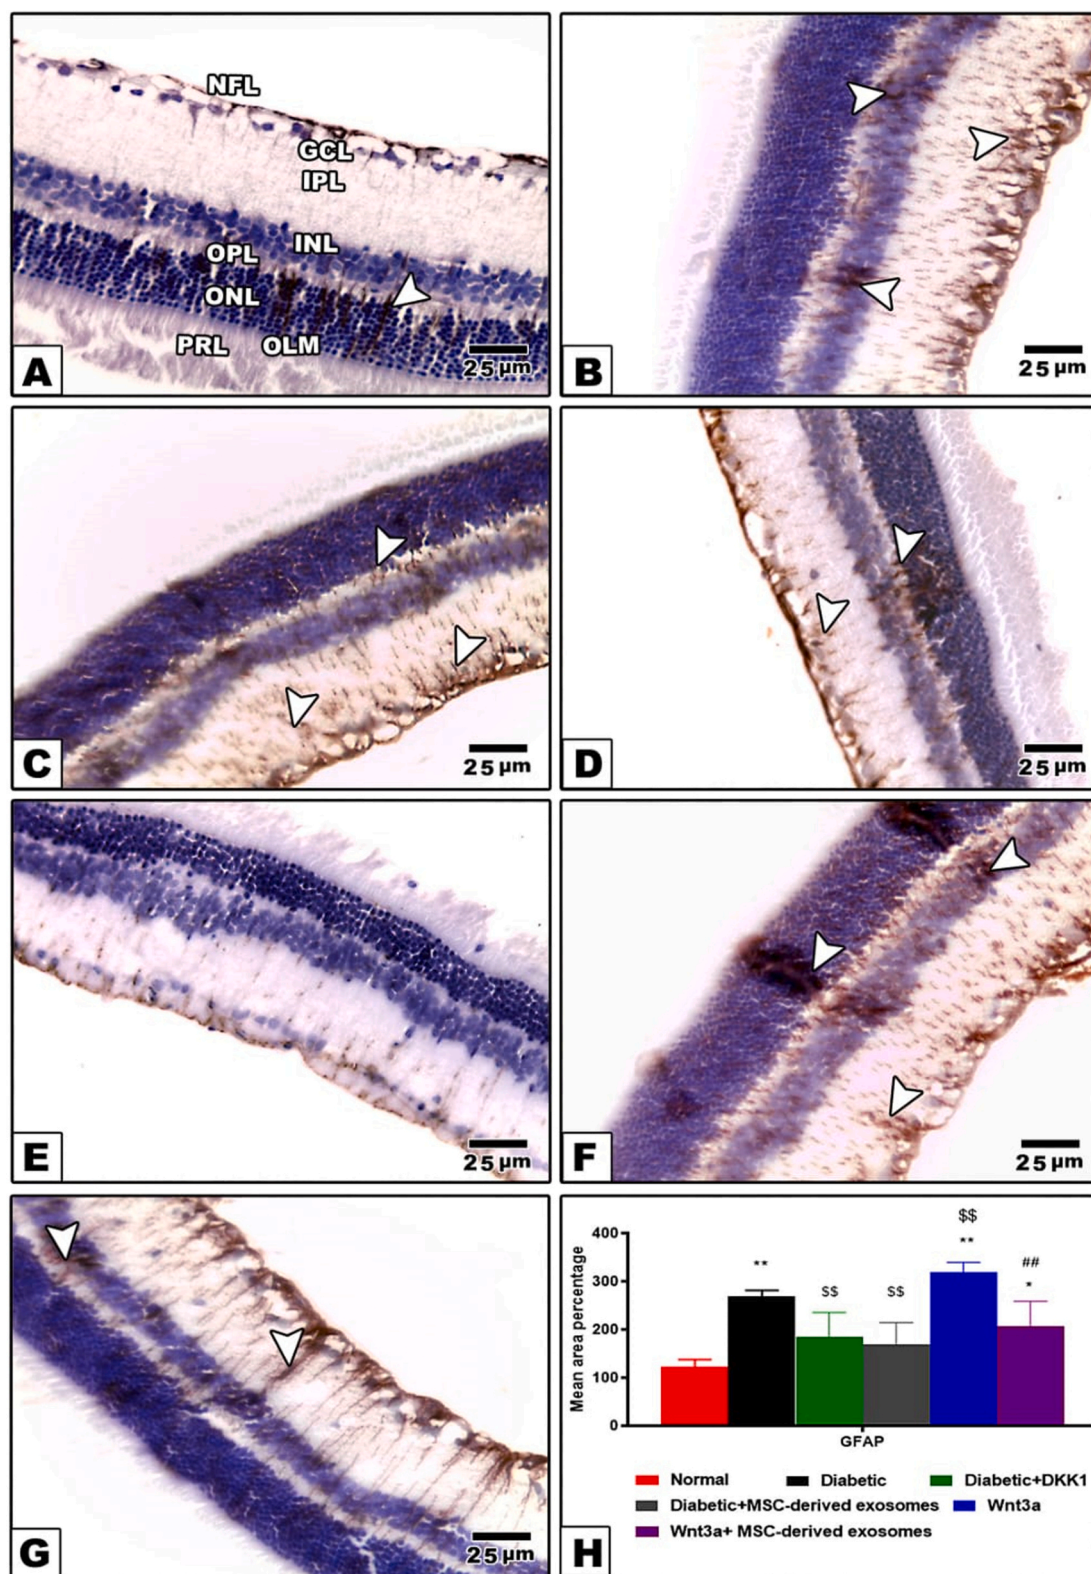 NFL
GCL
IPL
INL
OPL
ONL
PRL OLM
A
25 µm
B
25 µm
C
25 µm
D
25 µm
E
25 µm
F
25 µm
G
25 µm
H
Mean area percentage
400
300
200
100
0
**
$$
$$
$$
**
##
*
GFAP
Normal
Diabetic
Diabetic+DKK1
Diabetic+MSC-derived exosomes
Wnt3a
Wnt3a+ MSC-derived exosomes